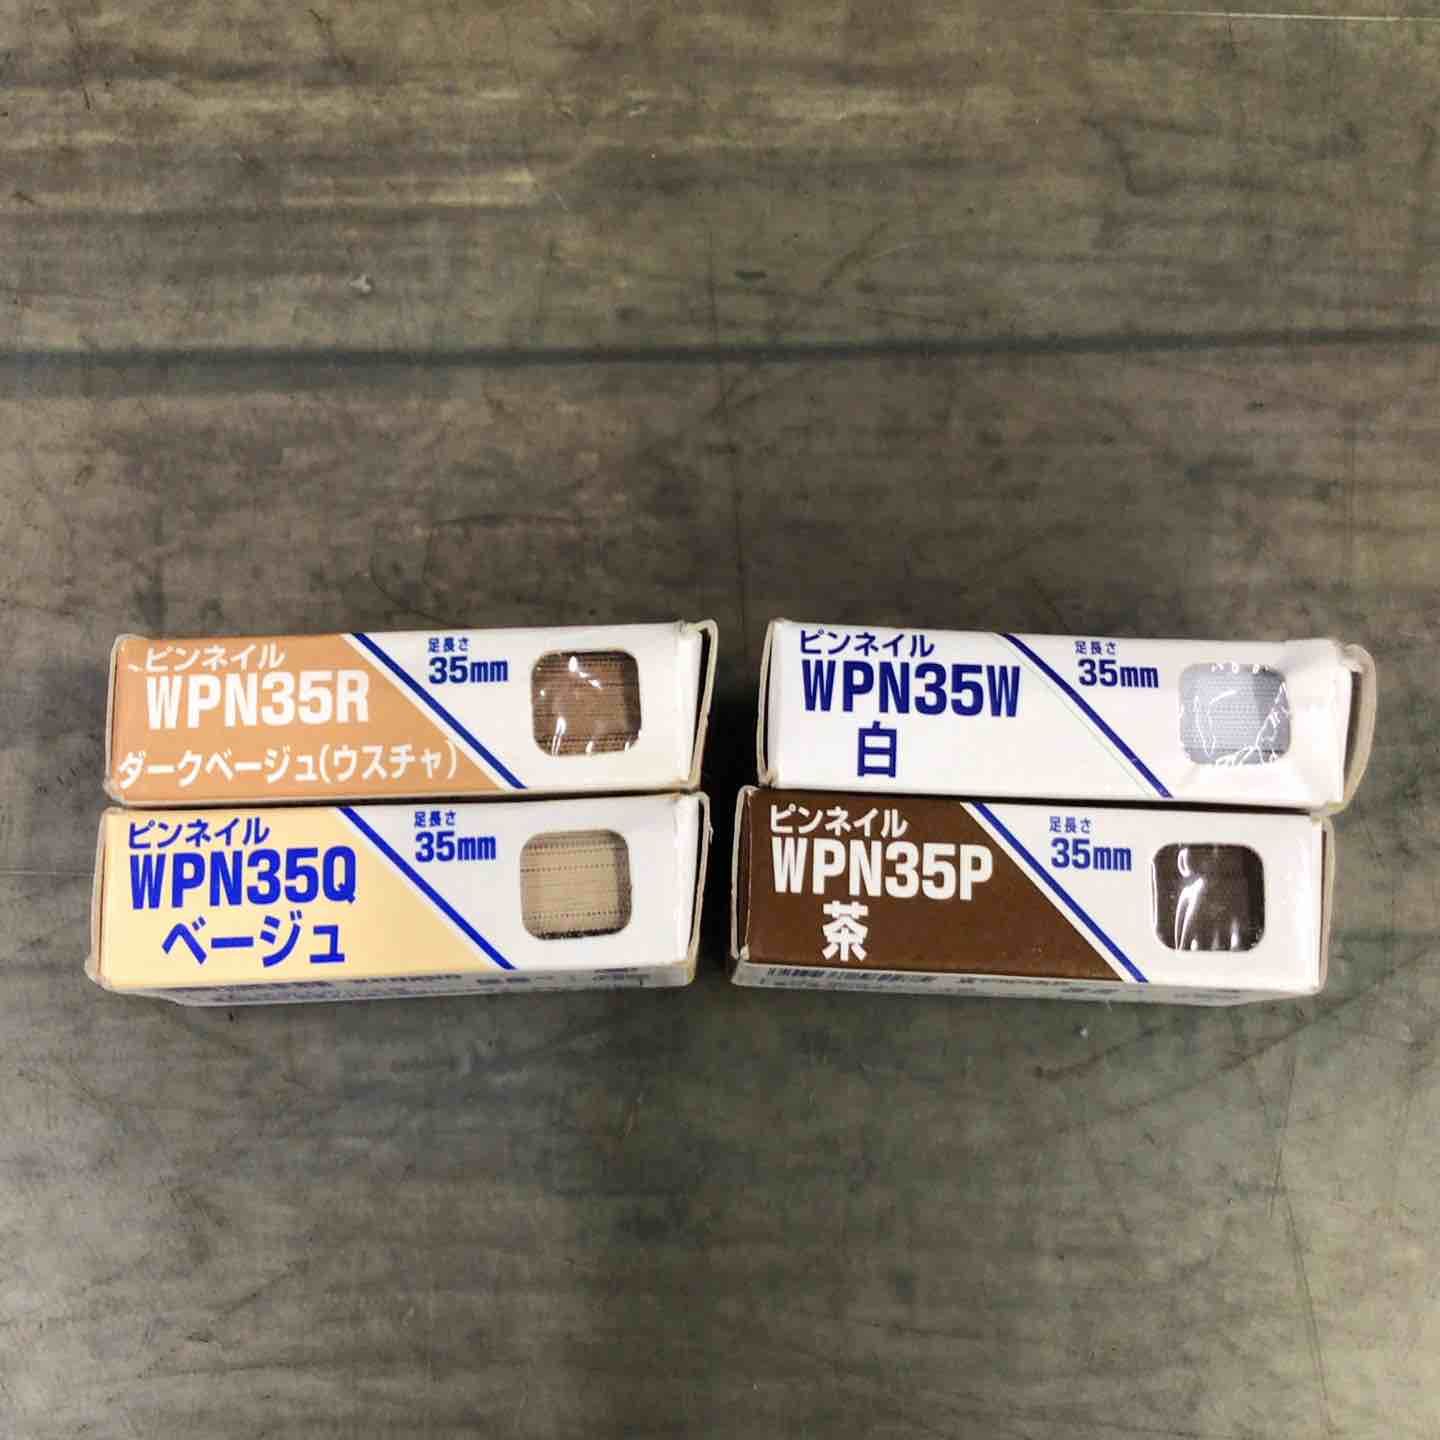 ピンネイル
WPN35R
ダークベージュ(ウスチャ)
足長さ
35mm
ピンネイル
WPN35Q
ベージュ
足長さ
35mm
ピンネイル
WPN35W
白
足長さ
35mm
ピンネイル
WPN35P
茶
足長さ
35mm